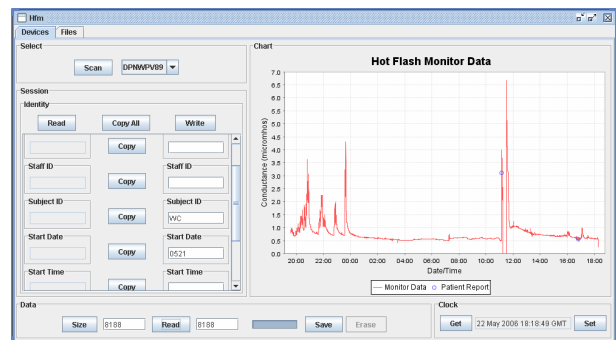 Hfm
Devices Files
Select
Scan DPNWPV89
Session
Identity
Read Copy All Write
Copy
Staff ID Staff ID
Copy
Subject ID Subject ID
Copy WC
Start Date Start Date
Copy 0521
Start Time Start Time
Copy
Chart
Hot Flash Monitor Data
Conductance (micromhos)
7.0
6.5
6.0
5.5
5.0
4.5
4.0
3.5
3.0
2.5
2.0
1.5
1.0
0.5
0.0
20:00 22:00 00:00 02:00 04:00 06:00 08:00 10:00 12:00 14:00 16:00 18:00
Date/Time
Monitor Data Patient Report
Data
Size 8188 Read 8188 Save Erase
Clock
Get 22 May 2006 18:18:49 GMT Set